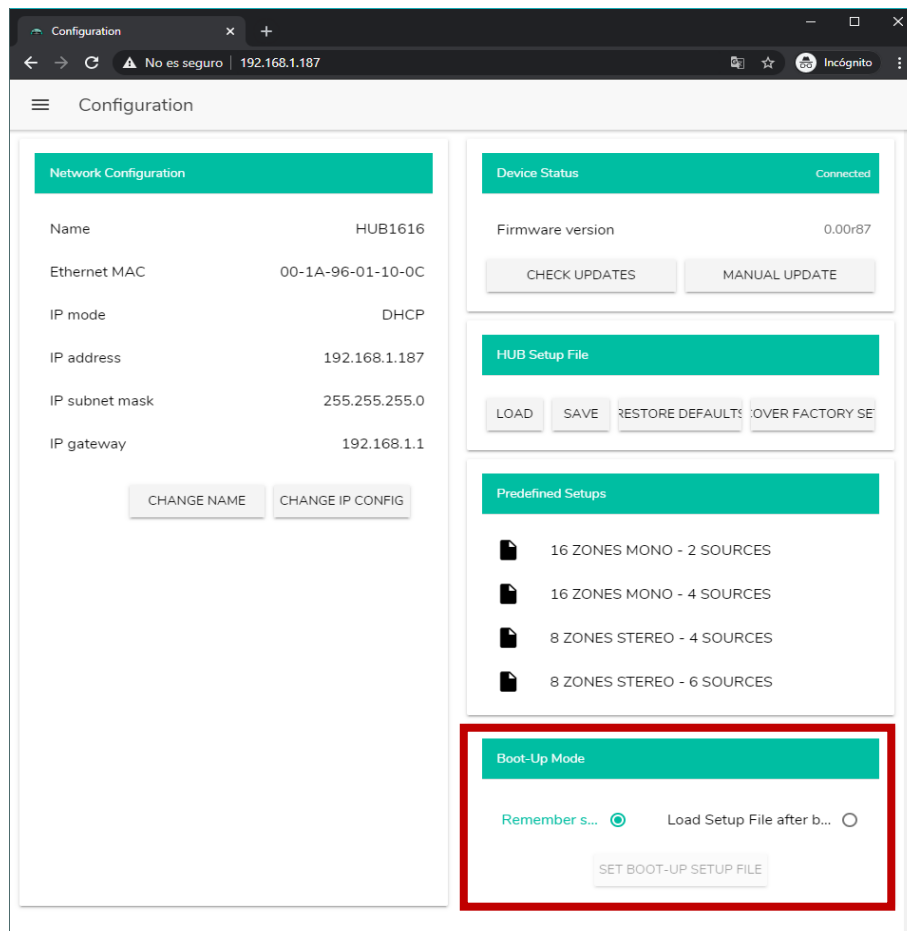 Configuration
No es seguro | 192.168.1.187
Incógnito
Configuration
Network Configuration
Name HUB1616
Ethernet MAC 00-1A-96-01-10-0C
IP mode DHCP
IP address 192.168.1.187
IP subnet mask 255.255.255.0
IP gateway 192.168.1.1
CHANGE NAME CHANGE IP CONFIG
Device Status Connected
Firmware version 0.00r87
CHECK UPDATES MANUAL UPDATE
HUB Setup File
LOAD SAVE RESTORE DEFAULTS OVER FACTORY SE
Predefined Setups
16 ZONES MONO - 2 SOURCES
16 ZONES MONO - 4 SOURCES
8 ZONES STEREO - 4 SOURCES
8 ZONES STEREO - 6 SOURCES
Boot-Up Mode
Remember s... Load Setup File after b...
SET BOOT-UP SETUP FILE